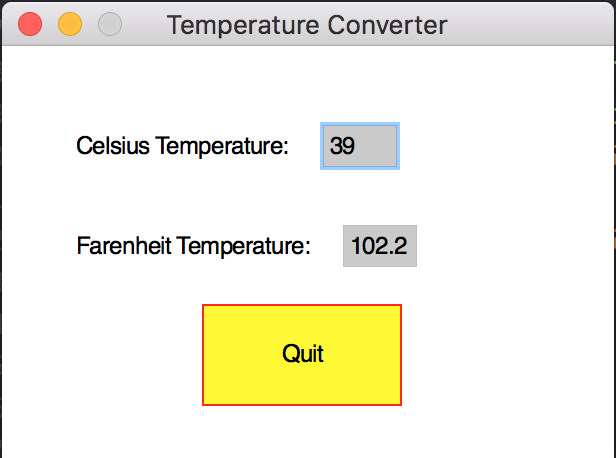 Temperature Converter
Celsius Temperature: 39
Farenheit Temperature: 102.2
Quit